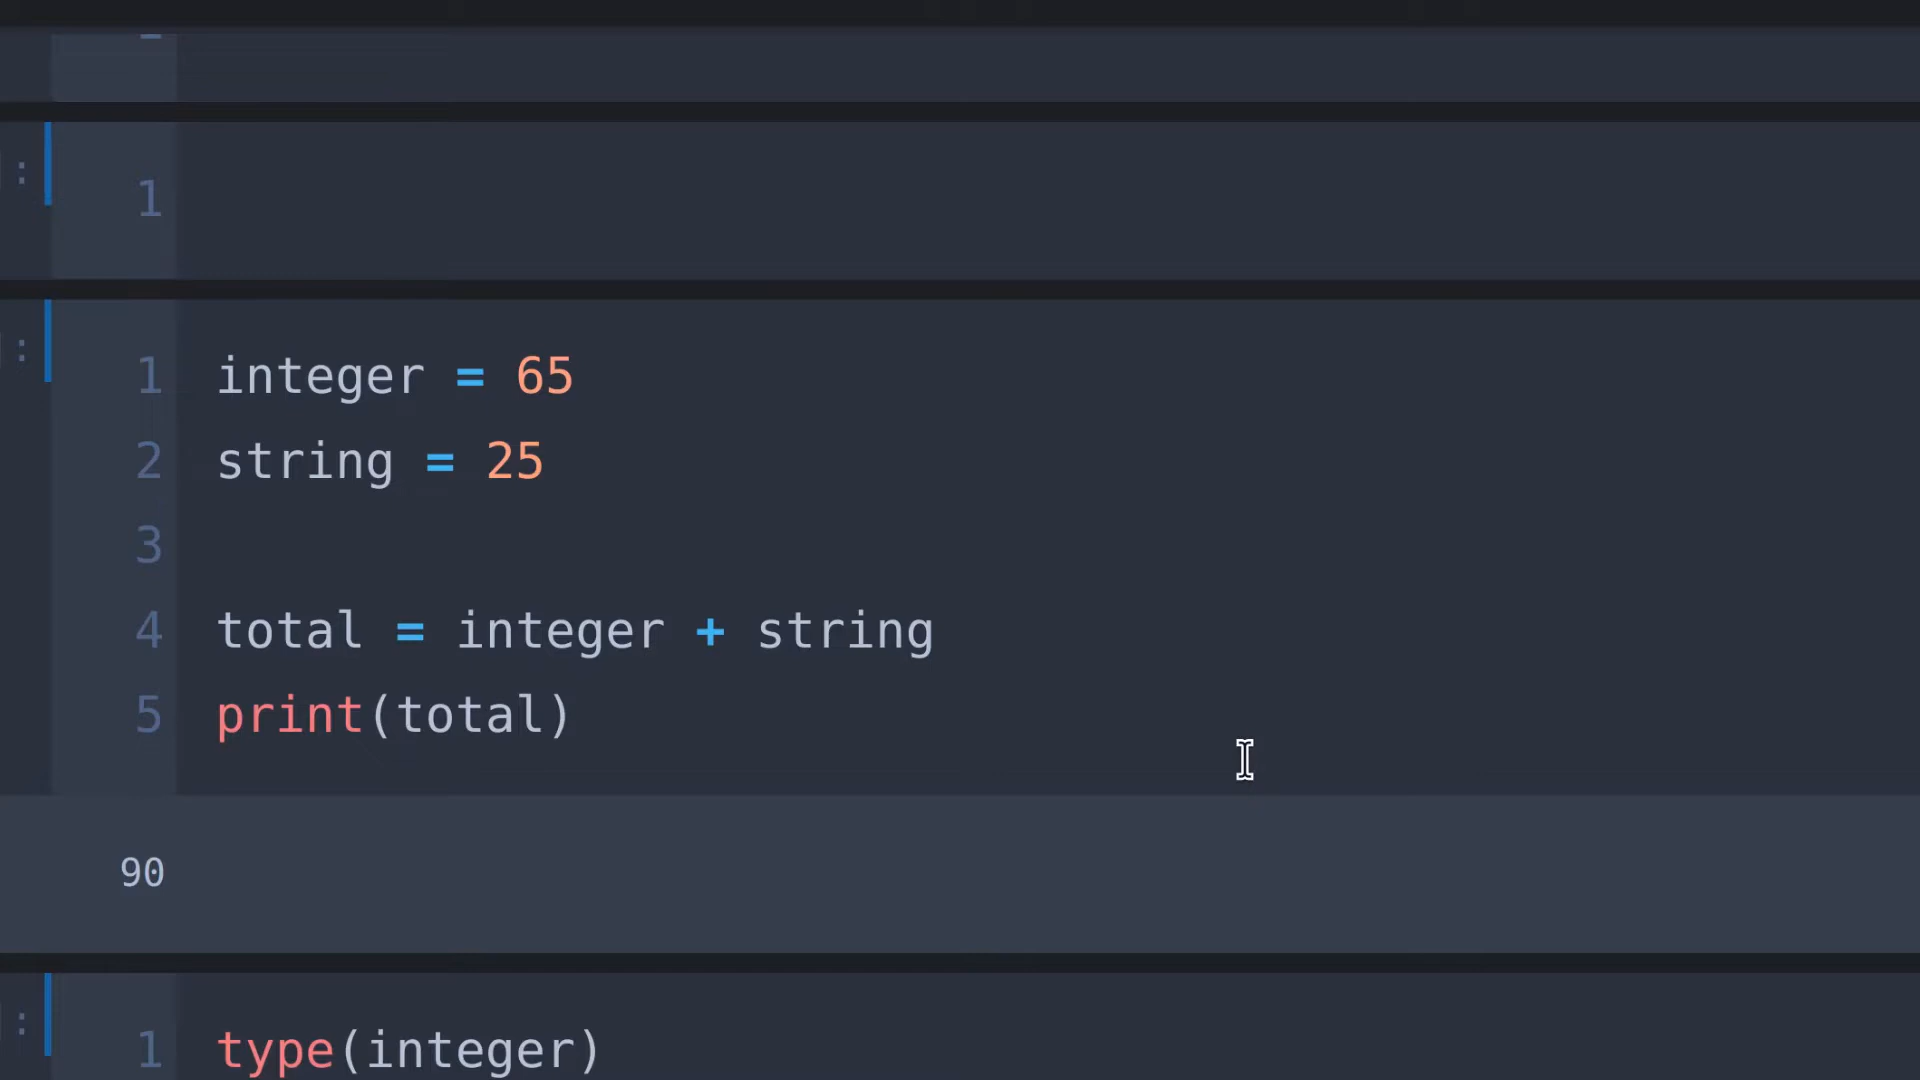 :
1
:
1 integer = 65
2 string = 25
3
4 total = integer + string
5 print(total)
90
:
1 type(integer)